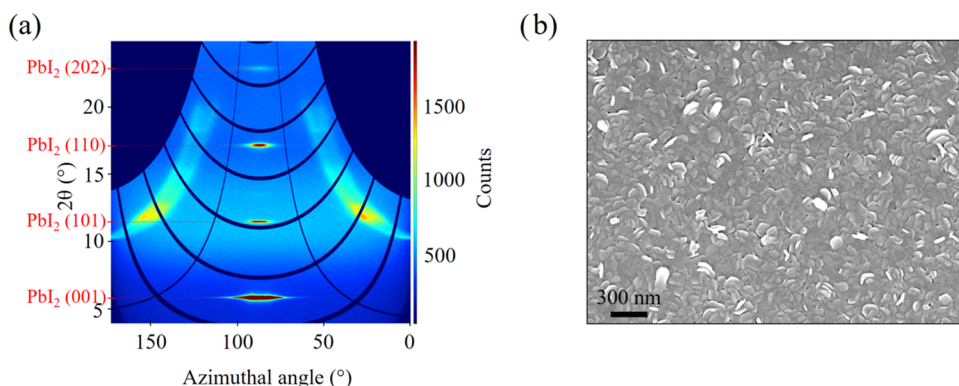 (a)
(b)
PbI₂ (202)
PbI₂ (110)
PbI₂ (101)
PbI₂ (001)
2θ (°)
20
15
10
5
150
100
50
0
Azimuthal angle (°)
1500
1000
500
Counts
300 nm